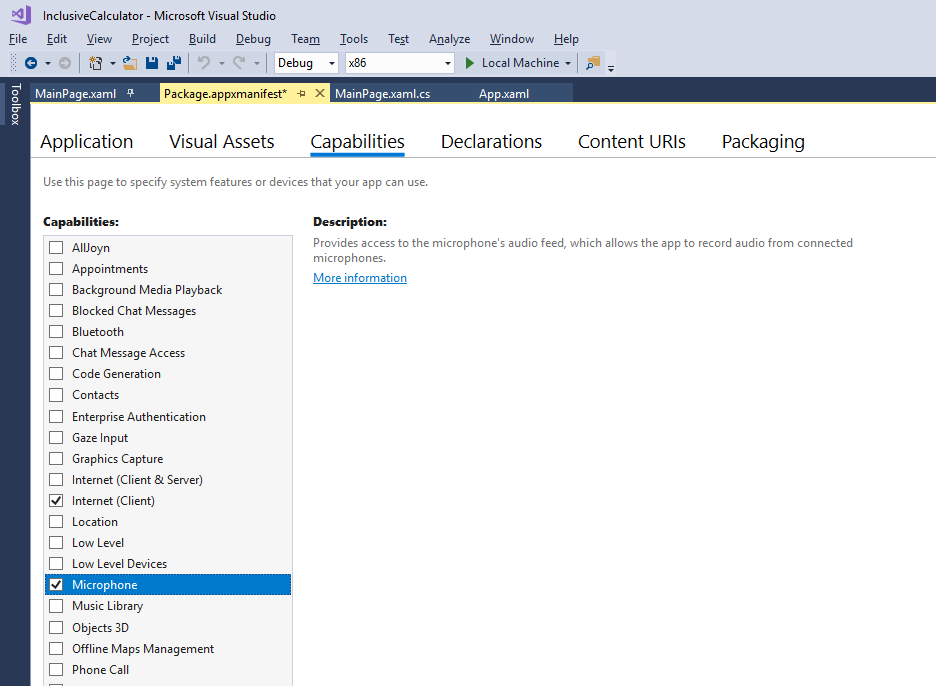 InclusiveCalculator - Microsoft Visual Studio
File Edit View Project Build Debug Team Tools Test Analyze Window Help
Debug x86 Local Machine
Toolbox
MainPage.xaml Package.appxmanifest* MainPage.xaml.cs App.xaml
Application Visual Assets Capabilities Declarations Content URIs Packaging
Use this page to specify system features or devices that your app can use.
Capabilities:
AllJoyn
Appointments
Background Media Playback
Blocked Chat Messages
Bluetooth
Chat Message Access
Code Generation
Contacts
Enterprise Authentication
Gaze Input
Graphics Capture
Internet (Client & Server)
Internet (Client)
Location
Low Level
Low Level Devices
Microphone
Music Library
Objects 3D
Offline Maps Management
Phone Call
Description:
Provides access to the microphone's audio feed, which allows the app to record audio from connected
microphones.
More information